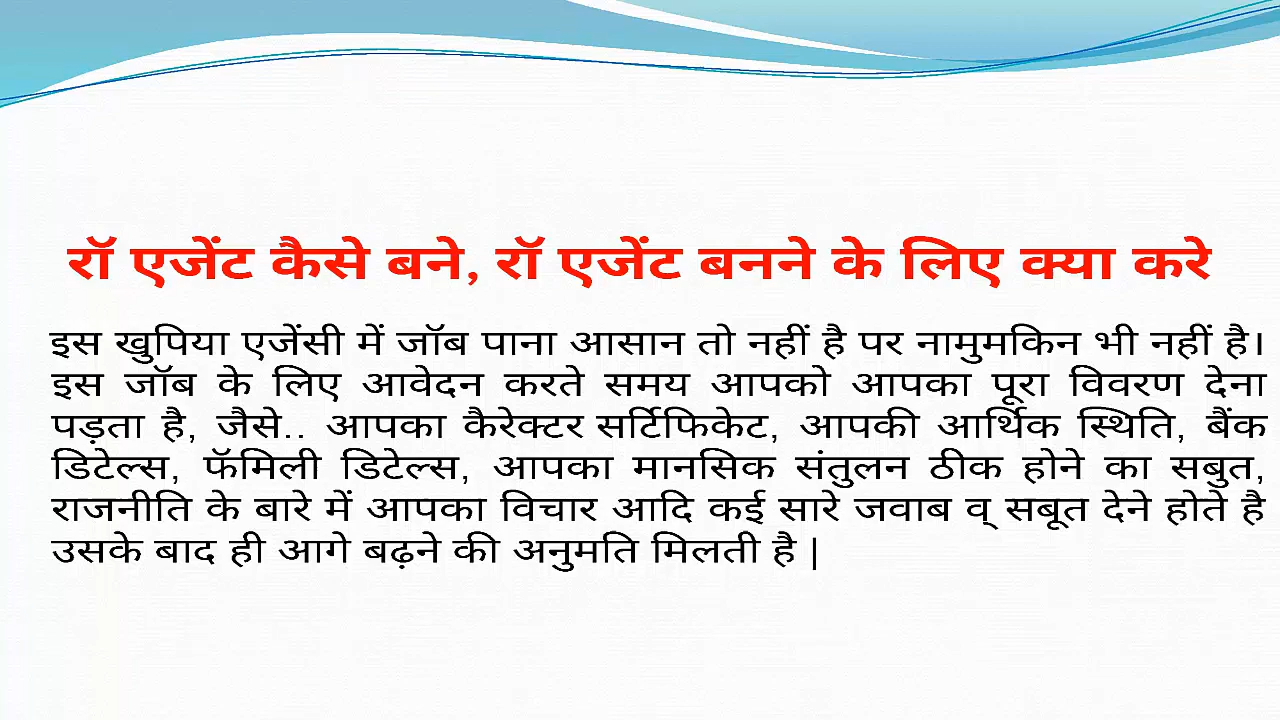 रॉ एजेंट कैसे बने, रॉ एजेंट बनने के लिए क्या करे
इस खुपिया एजेंसी में जॉब पाना आसान तो नहीं है पर नामुमकिन भी नहीं है।
इस जॉब के लिए आवेदन करते समय आपको आपका पूरा विवरण देना
पड़ता है, जैसे.. आपका कैरेक्टर सर्टिफिकेट, आपकी आर्थिक स्थिति, बैंक
डिटेल्स, फॅमिली डिटेल्स, आपका मानसिक संतुलन ठीक होने का सबुत,
राजनीति के बारे में आपका विचार आदि कई सारे जवाब व् सबूत देने होते है
उसके बाद ही आगे बढ़ने की अनुमति मिलती है |